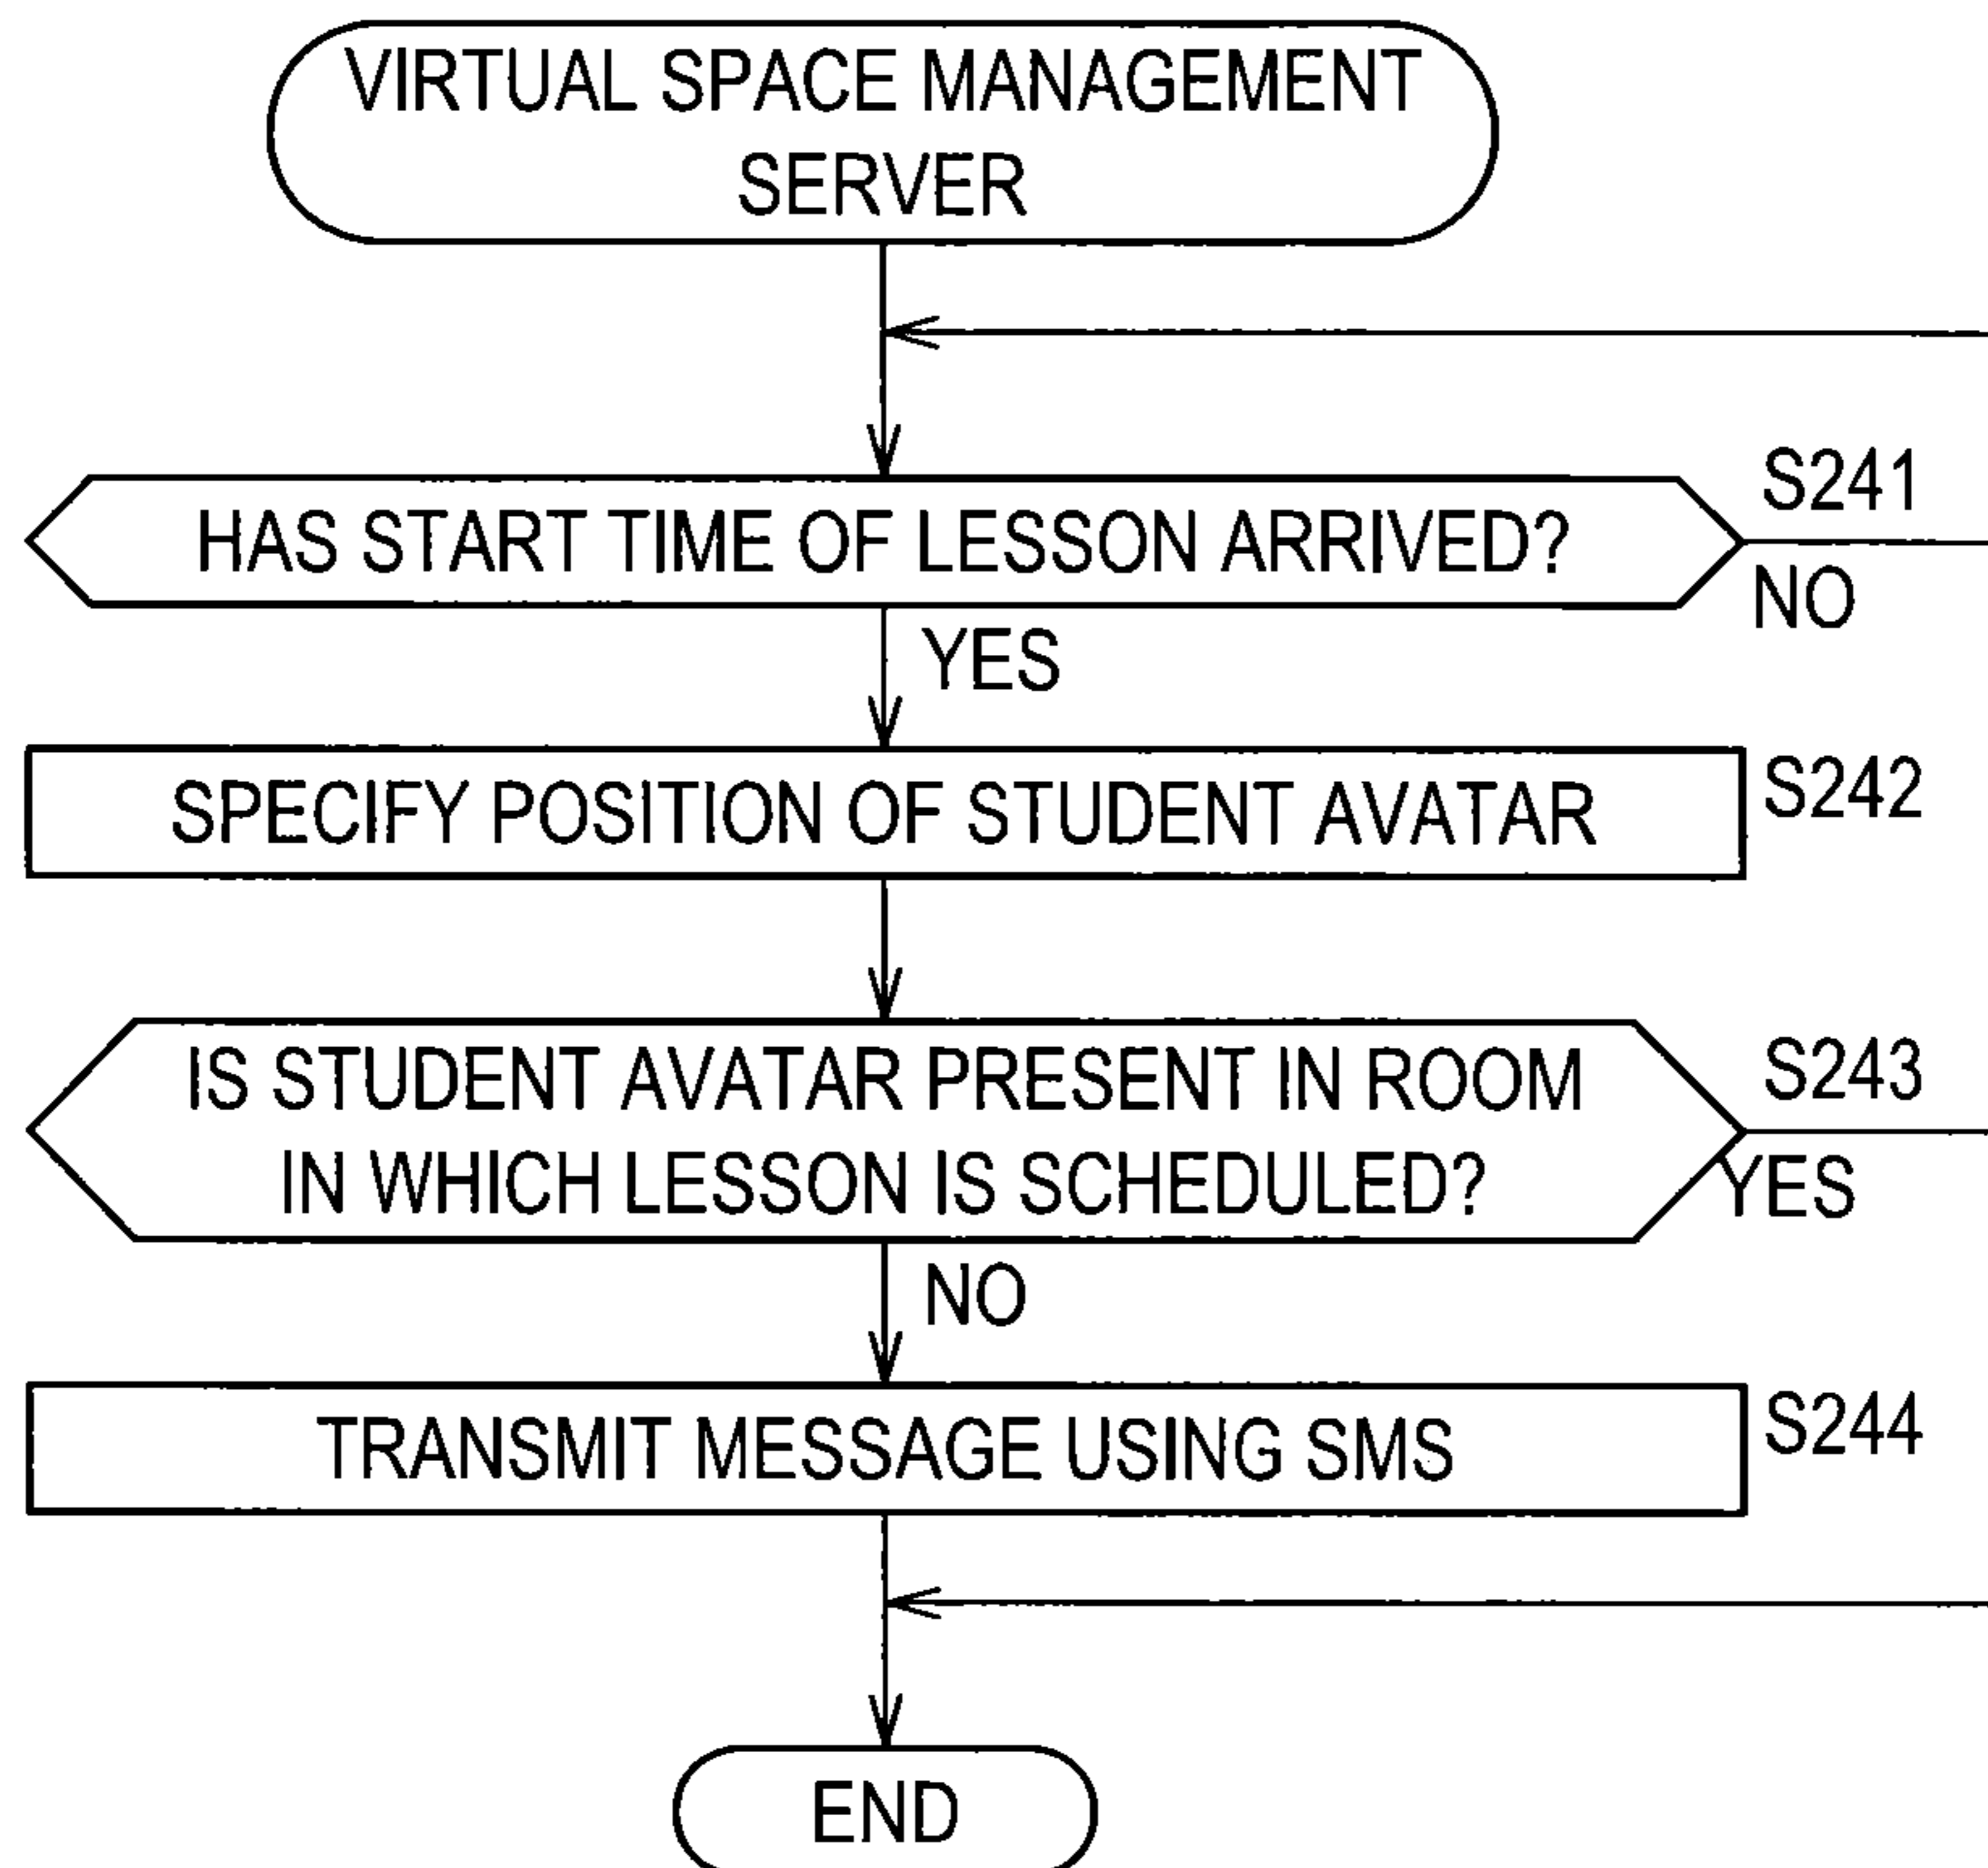 VIRTUAL SPACE MANAGEMENT
SERVER
S241
HAS START TIME OF LESSON ARRIVED?
NO
YES
S242
SPECIFY POSITION OF STUDENT AVATAR
S243
IS STUDENT AVATAR PRESENT IN ROOM
IN WHICH LESSON IS SCHEDULED?
YES
NO
S244
TRANSMIT MESSAGE USING SMS
END